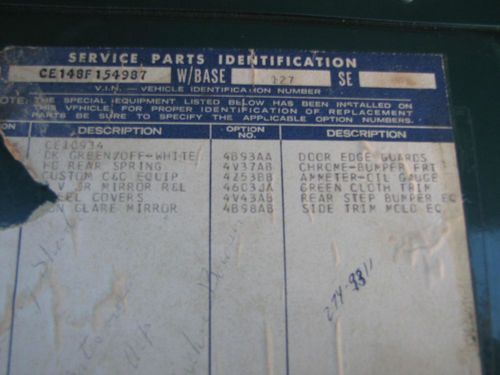 SERVICE PARTS IDENTIFICATION
CE148F154987 W/BASE 127 SE
V.I.N. – VEHICLE IDENTIFICATION NUMBER
NOTE: THE SPECIAL EQUIPMENT LISTED BELOW HAS BEEN INSTALLED ON
THIS VEHICLE. FOR PROPER IDENTIFICATION OF REPLACEMENT
PARTS BE SURE TO SPECIFY THE APPLICABLE OPTION NUMBERS.
DESCRIPTION OPTION NO. DESCRIPTION
CE10934
DK GREEN/OFF-WHITE 4B93AA DOOR EDGE GUARDS
HD REAR SPRING 4V37AB CHROME-BUMPER FRT
CUSTOM C&C EQUIP 4Z53BB AMMETER-OIL GAUGE
JR MIRROR R&L 4603JA GREEN CLOTH TRIM
COVERS 4V43AB REAR STEP BUMPER EQ
GLARE MIRROR 4B98AB SIDE TRIM MOLD EQ
274-9311